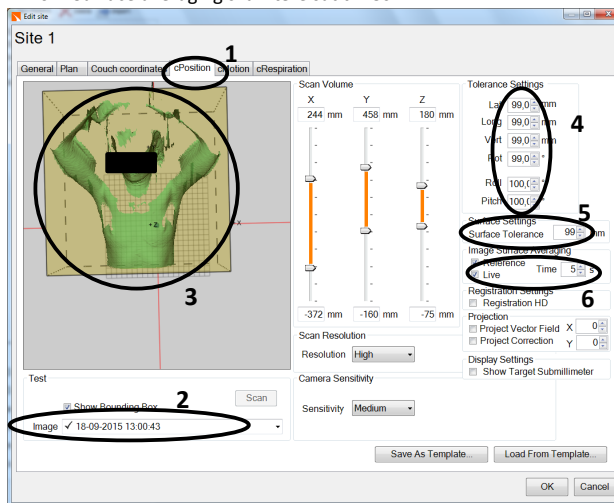 Edit site
Site 1
1
General Plan Couch coordinates cPosition cMotion cRespiration
Scan Volume
X Y Z
244 mm 458 mm 180 mm
-372 mm -160 mm -75 mm
Scan Resolution
Resolution High
Camera Sensitivity
Sensitivity Medium
Tolerance Settings
Lat 99,0 mm
Long 99,0 mm
Vert 99,0 mm
Rot 99,0 °
Roll 100,0 °
Pitch 100,0 °
4
5
Surface Settings
Surface Tolerance 99 mm
Image Surface Averaging
Reference
Live Time 5 s
6
Registration Settings
Registration HD
Projection
Project Vector Field X 0
Project Correction Y 0
Display Settings
Show Target Submillimeter
Z
X
3
Test
Scan
2
Show Bounding Box
Image ✓ 18-09-2015 13:00:43
Save As Template... Load From Template...
OK Cancel